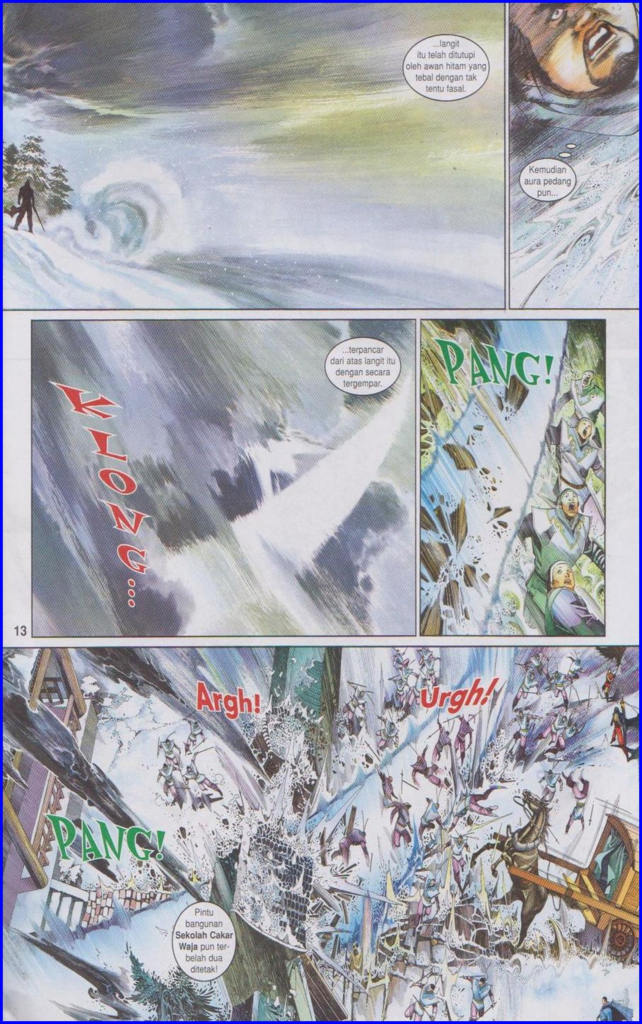 ...langit
itu telah ditutupi
oleh awan hitam yang
tebal dengan tak
tentu fasal.
Kemudian
aura pedang
pun...
...terpancar
dari atas langit itu
dengan secara
tergempar.
KLONG...
PANG!
13
Argh!
Urgh!
PANG!
Pintu
bangunan
Sekolah Cakar
Waja pun ter-
belah dua
ditetak!